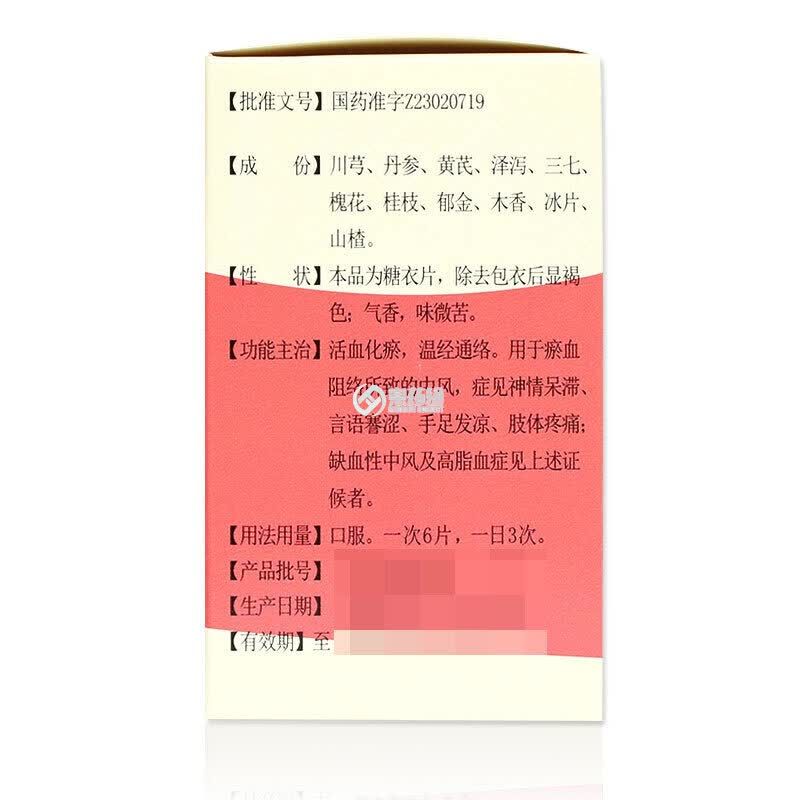 【批准文号】国药准字Z23020719
【成 份】川芎、丹参、黄芪、泽泻、三七、
槐花、桂枝、郁金、木香、冰片、
山楂。
【性 状】本品为糖衣片，除去包衣后显褐
色；气香，味微苦。
【功能主治】活血化瘀，温经通络。用于瘀血
阻络所致的中风，症见神情呆滞、
言语謇涩、手足发凉、肢体疼痛；
缺血性中风及高脂血症见上述证
候者。
【用法用量】口服。一次6片，一日3次。
【产品批号】
【生产日期】
【有效期】至